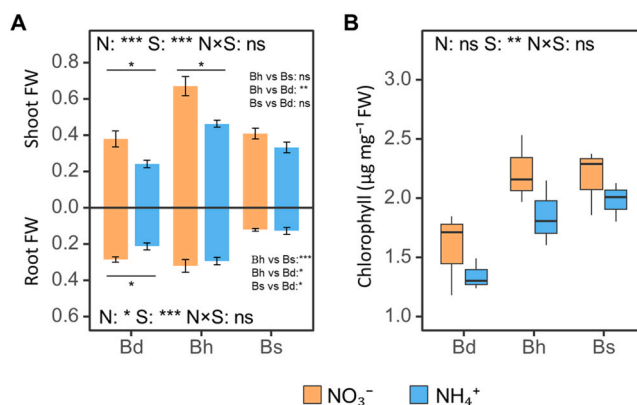 A
N: *** S: *** N×S: ns
* *
Bh vs Bs: ns
Bh vs Bd: **
Bs vs Bd: ns
Shoot FW
0.8
0.6
0.4
0.2
0.0
Root FW
0.2
0.4
0.6
Bh vs Bs:***
Bh vs Bd:*
Bs vs Bd:*
*
N: * S: *** N×S: ns
Bd Bh Bs
B
N: ns S: ** N×S: ns
Chlorophyll (µg mg⁻¹ FW)
3.0
2.5
2.0
1.5
1.0
Bd Bh Bs
NO₃⁻ NH₄⁺